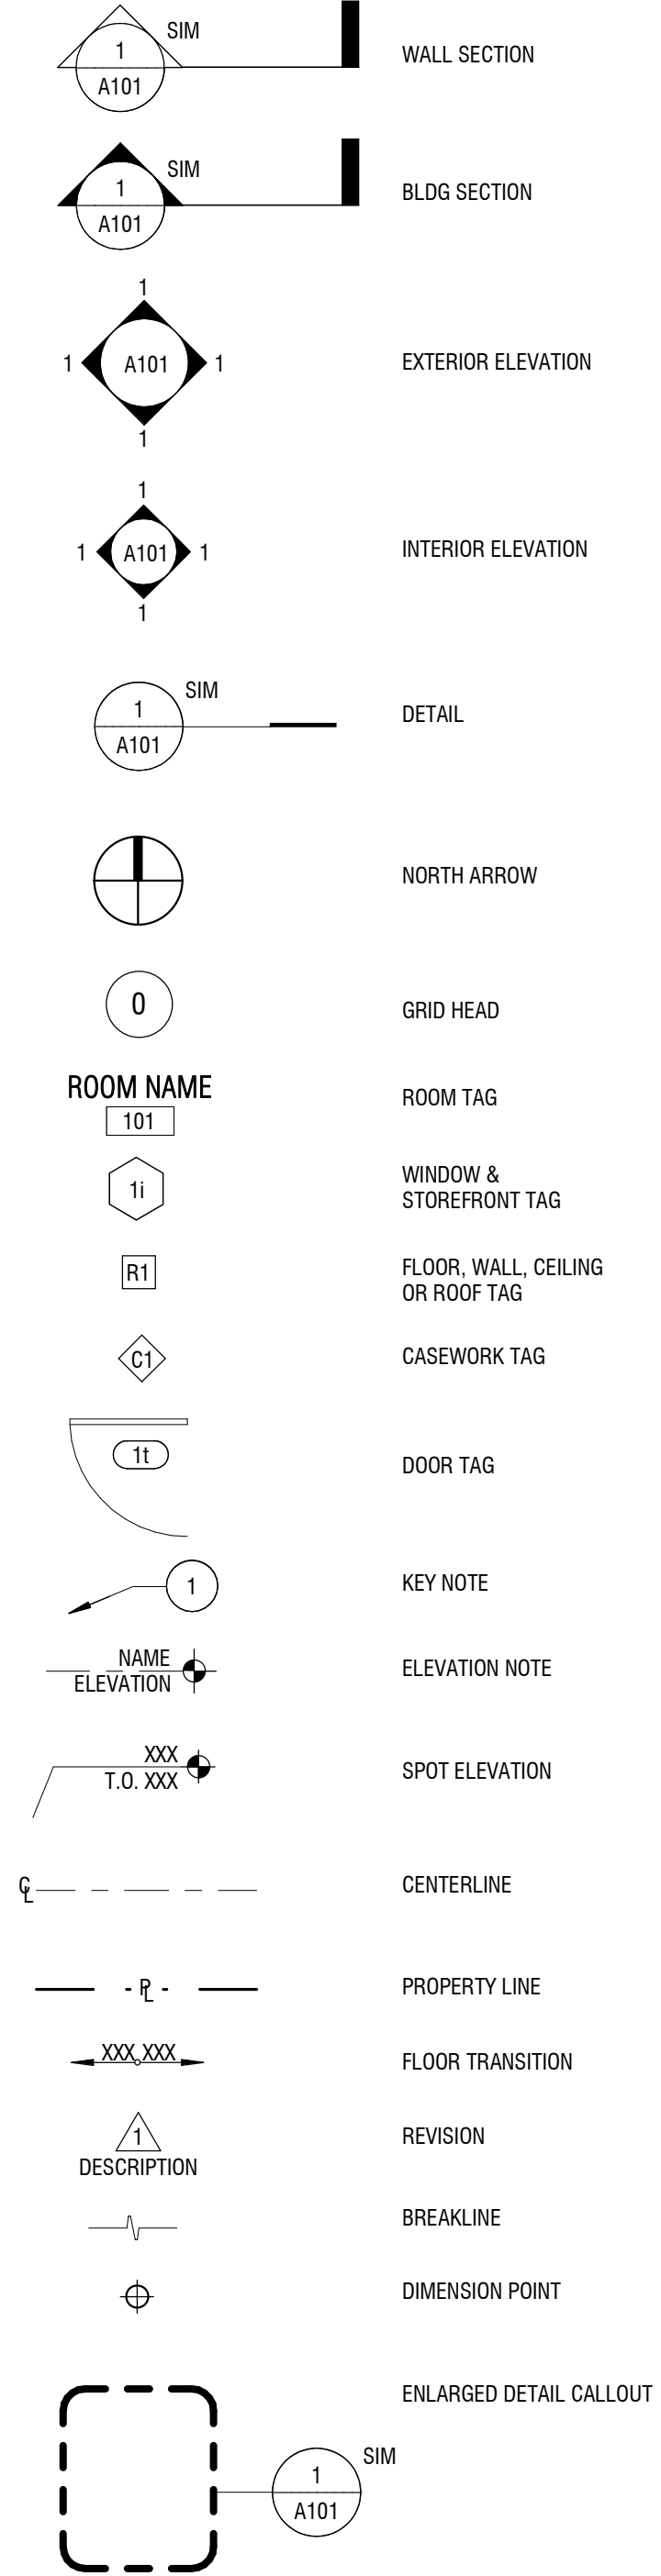 SIM
1
A101
WALL SECTION
SIM
1
A101
BLDG SECTION
1
1 A101 1
1
EXTERIOR ELEVATION
1
1 A101 1
1
INTERIOR ELEVATION
SIM
1
A101
DETAIL
NORTH ARROW
0
GRID HEAD
ROOM NAME
101
ROOM TAG
1i
WINDOW &
STOREFRONT TAG
R1
FLOOR, WALL, CEILING
OR ROOF TAG
C1
CASEWORK TAG
1t
DOOR TAG
1
KEY NOTE
NAME
ELEVATION
ELEVATION NOTE
XXX
T.O. XXX
SPOT ELEVATION
CL
CENTERLINE
PL
PROPERTY LINE
XXX XXX
FLOOR TRANSITION
1
DESCRIPTION
REVISION
BREAKLINE
DIMENSION POINT
ENLARGED DETAIL CALLOUT
SIM
1
A101